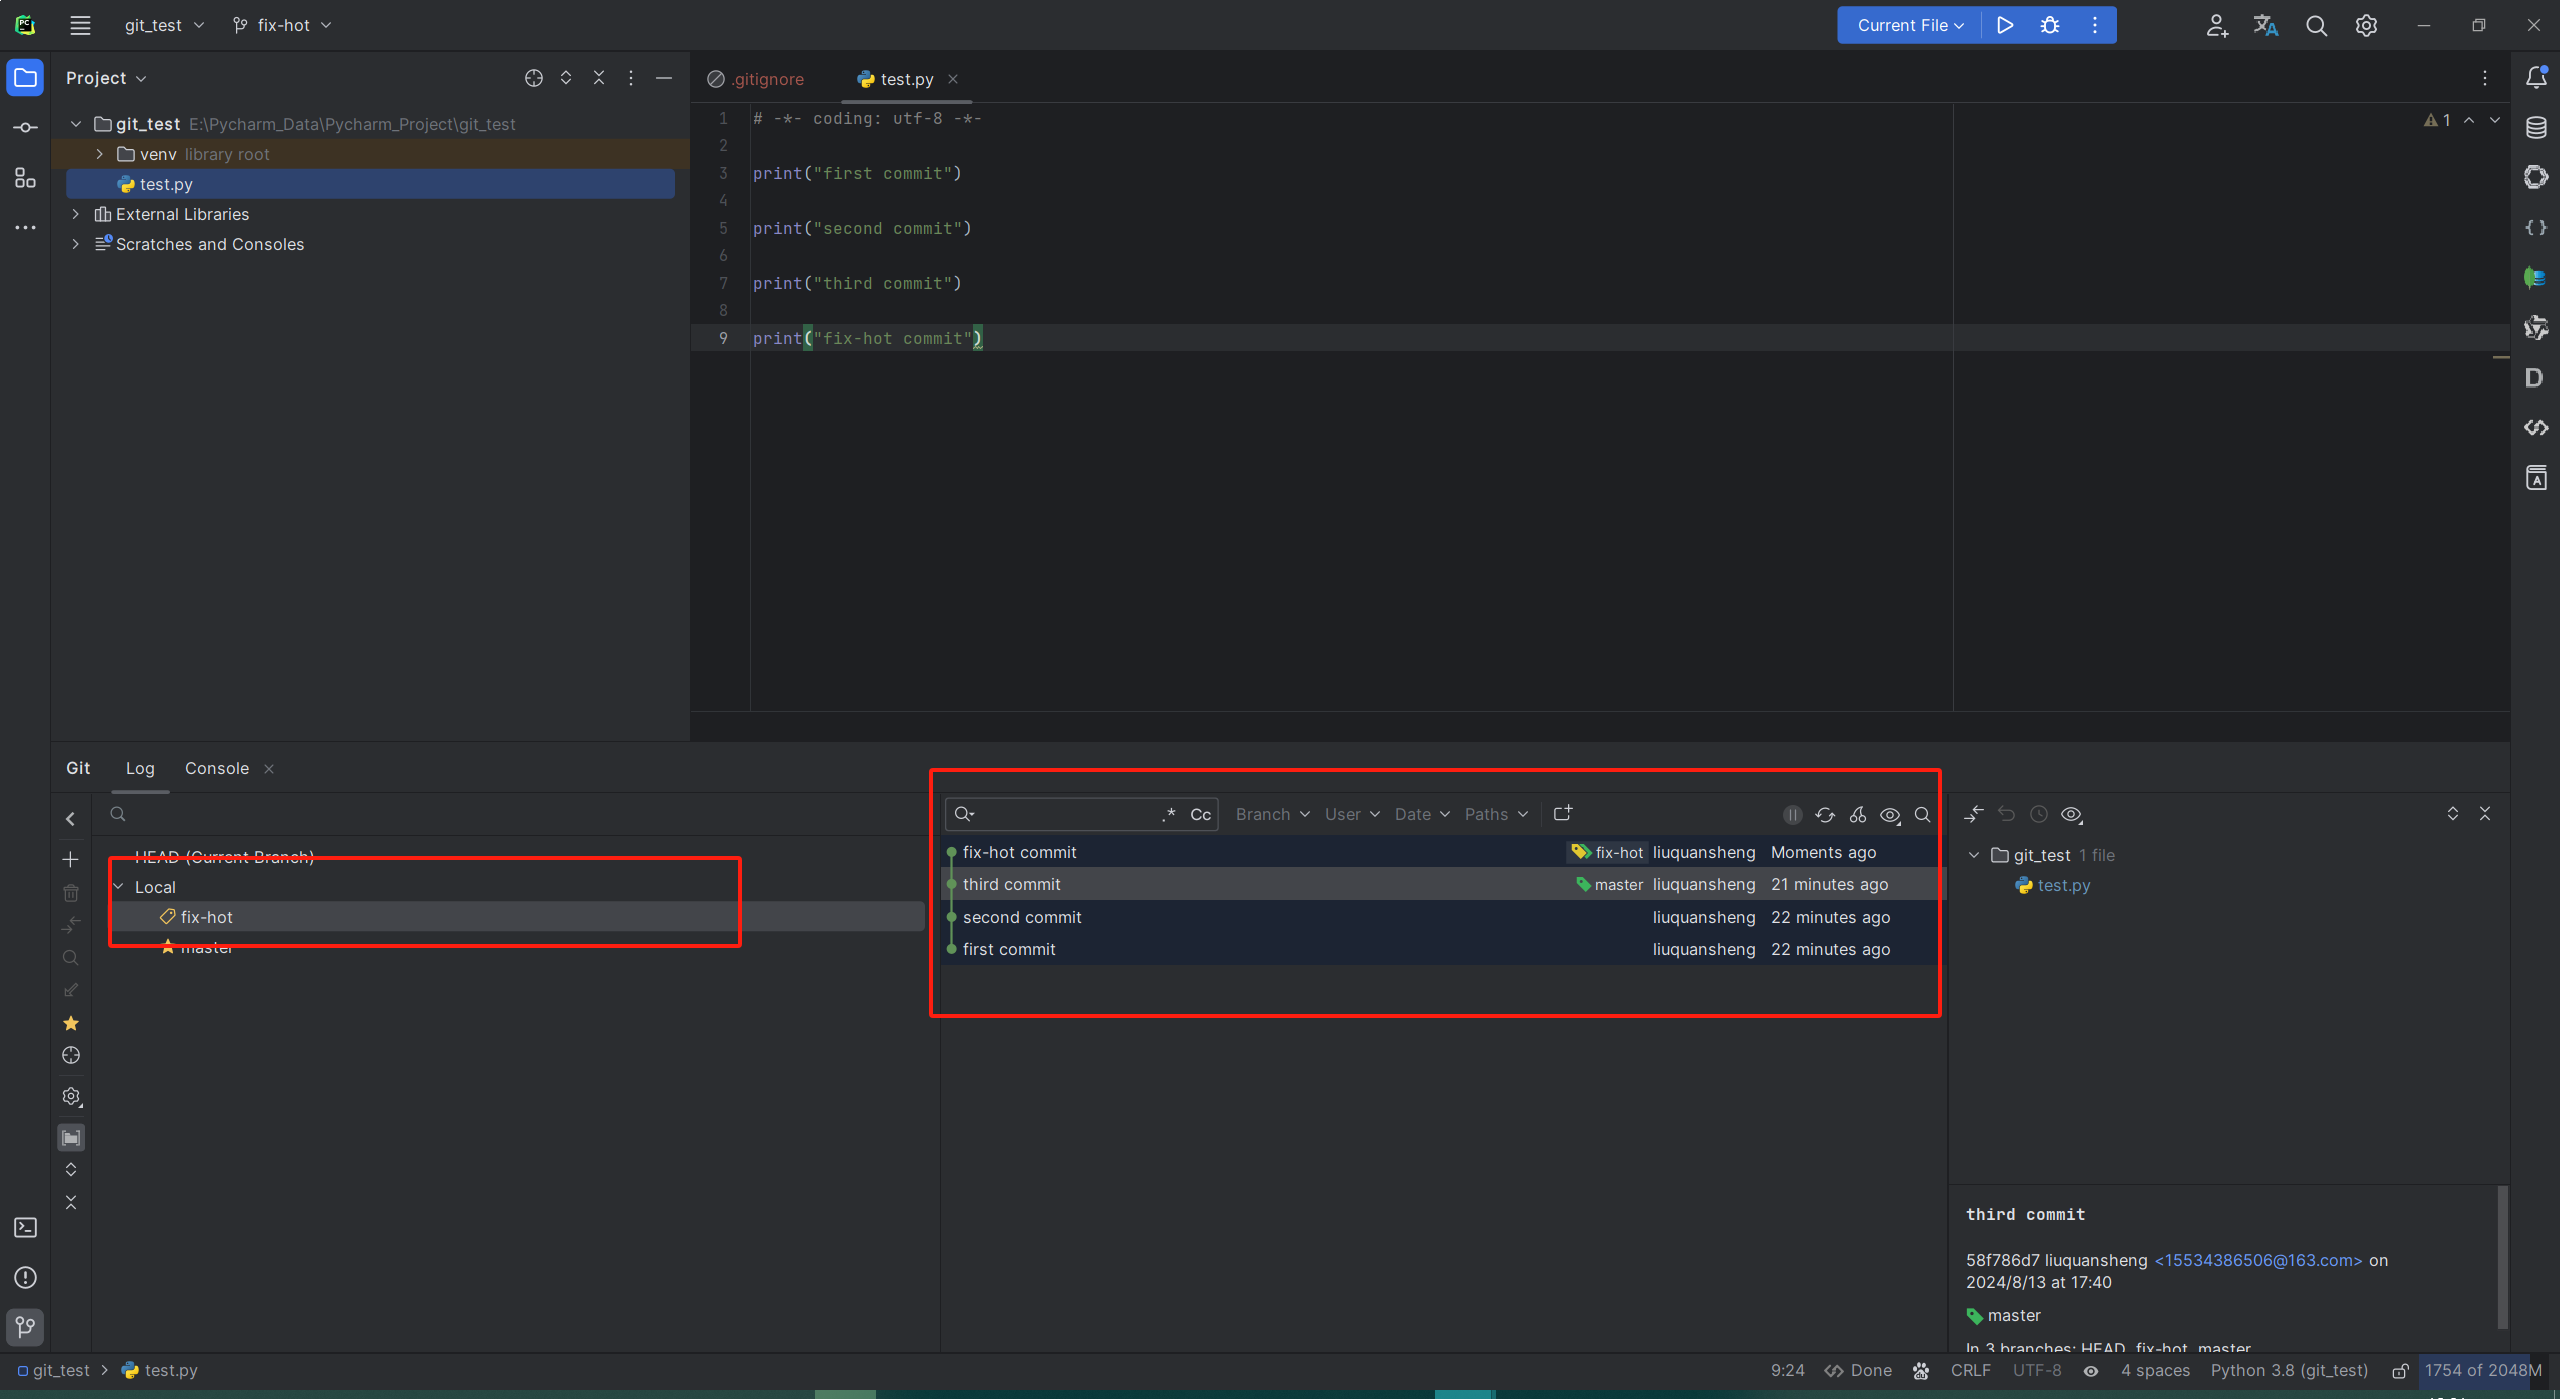 git_test
fix-hot
Current File
Project
git_test E:\Pycharm_Data\Pycharm_Project\git_test
venv library root
test.py
External Libraries
Scratches and Consoles
.gitignore
test.py
1 # -*- coding: utf-8 -*-
2
3 print("first commit")
4
5 print("second commit")
6
7 print("third commit")
8
9 print("fix-hot commit")
1
Git
Log
Console
.* Cc
Branch
User
Date
Paths
HEAD (Current Branch)
Local
fix-hot
master
fix-hot commit fix-hot liuquansheng Moments ago
third commit master liuquansheng 21 minutes ago
second commit liuquansheng 22 minutes ago
first commit liuquansheng 22 minutes ago
git_test 1 file
test.py
third commit
58f786d7 liuquansheng <15534386506@163.com> on
2024/8/13 at 17:40
master
In 3 branches: HEAD, fix-hot, master
git_test > test.py
9:24
Done
CRLF
UTF-8
4 spaces
Python 3.8 (git_test)
1754 of 2048M